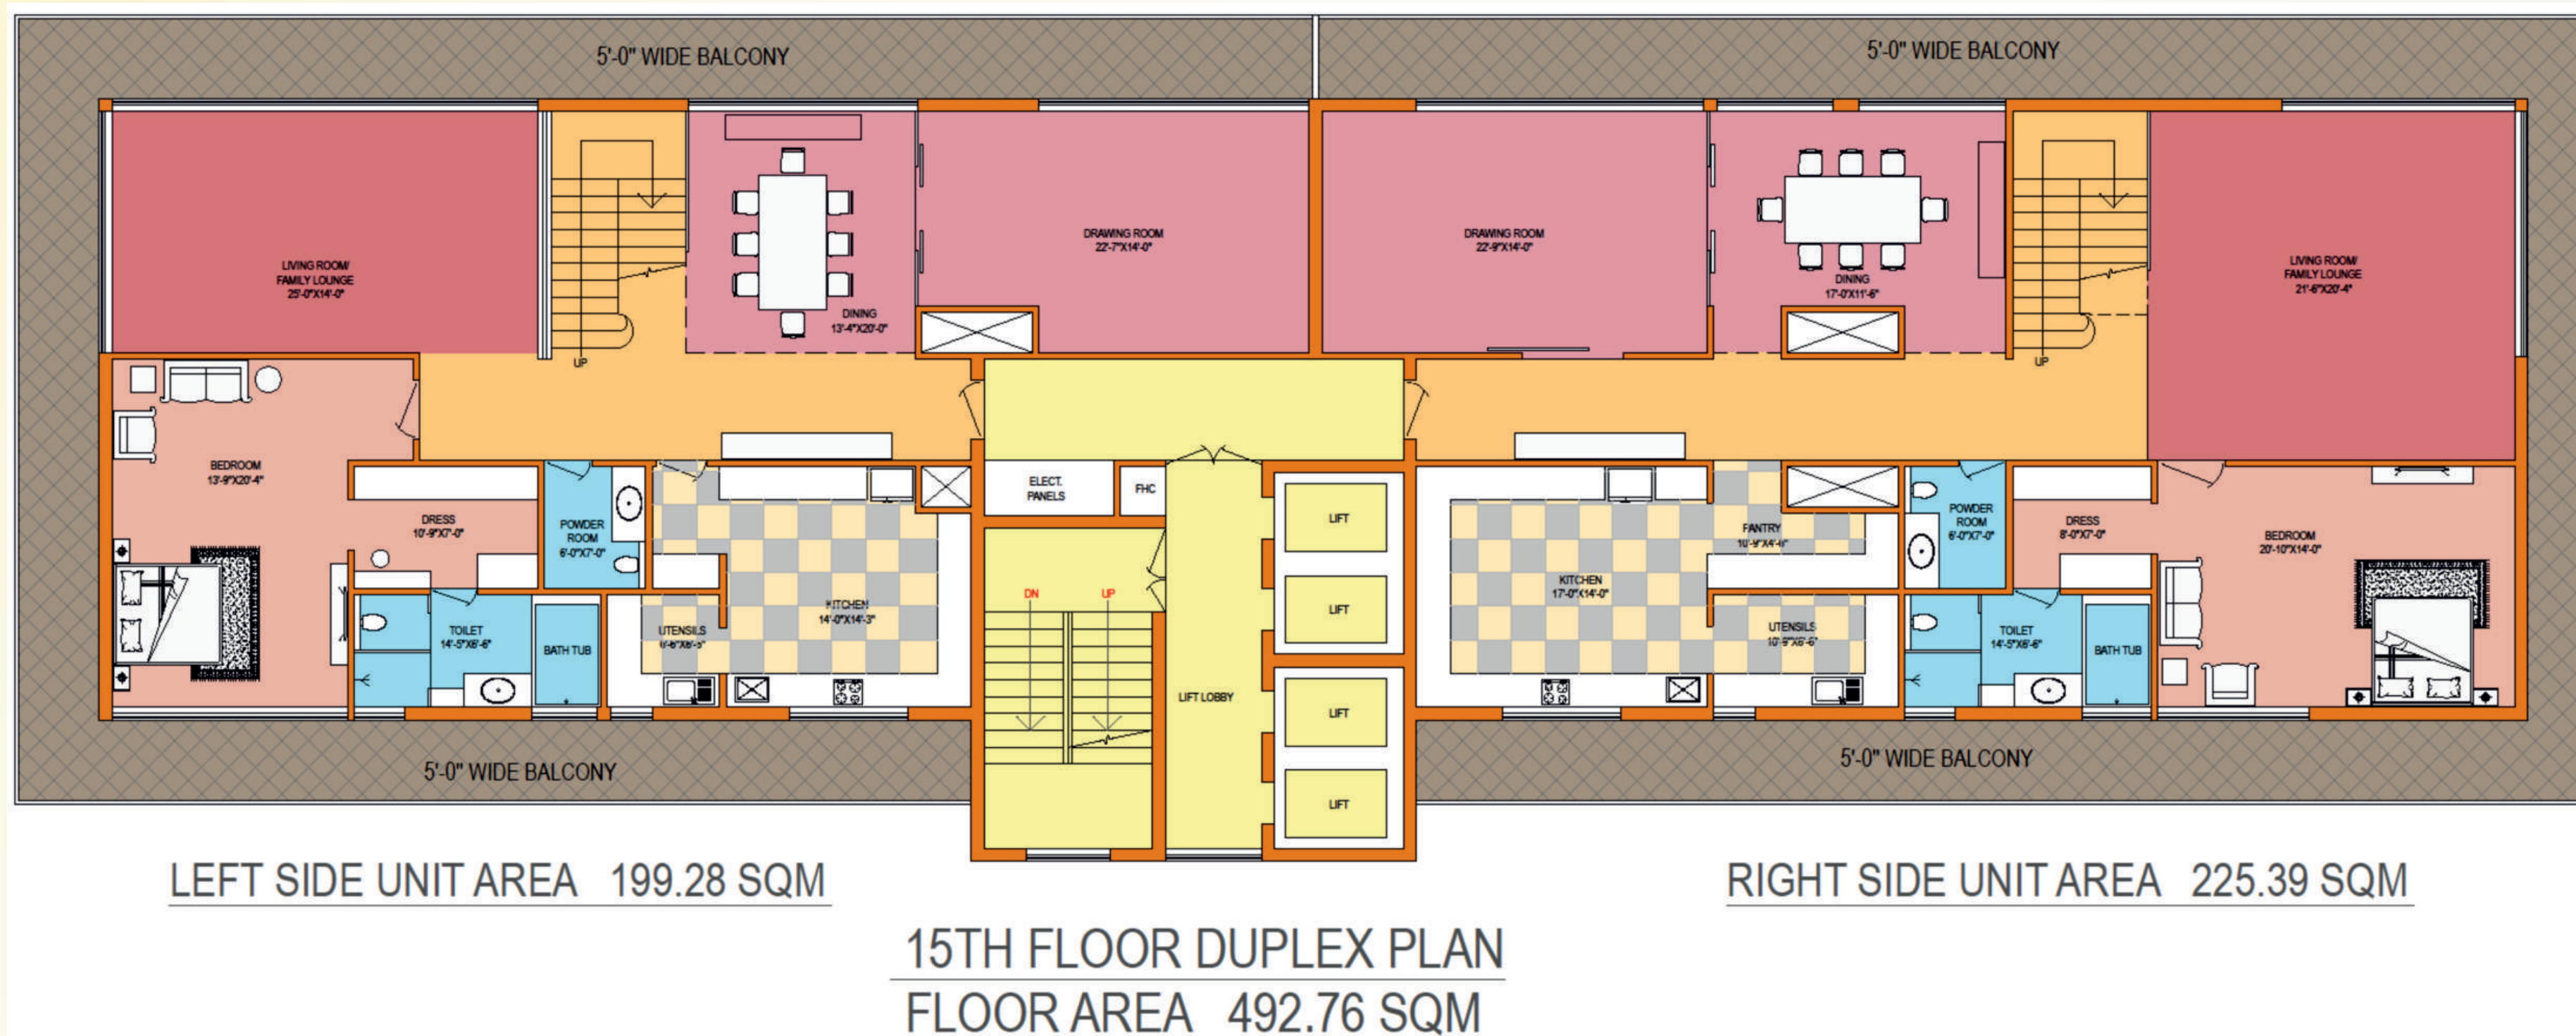 5'-0" WIDE BALCONY
5'-0" WIDE BALCONY
LIVING ROOM/
FAMILY LOUNGE
25'-0"X14'-0"
UP
DINING
13'-4"X20'-0"
DRAWING ROOM
22'-7"X14'-0"
DRAWING ROOM
22'-9"X14'-0"
DINING
17'-0'X11'-6"
UP
LIVING ROOM/
FAMILY LOUNGE
21'-6"X20'-4"
BEDROOM
13'-9"X20'-4"
DRESS
10'-9"X7'-0"
POWDER
ROOM
6'-0"X7'-0"
TOILET
14'-5"X6'-6"
BATH TUB
UTENSILS
KITCHEN
14'-0"X14'-3"
ELECT.
PANELS
FHC
DN
UP
LIFT LOBBY
LIFT
LIFT
LIFT
LIFT
KITCHEN
17'-0"X14'-0"
PANTRY
UTENSILS
10'-9"X6'-6"
POWDER
ROOM
6'-0"X7'-0"
DRESS
8'-0"X7'-0"
TOILET
14'-5"X6'-6"
BATH TUB
BEDROOM
20'-10"X14'-0"
5'-0" WIDE BALCONY
5'-0" WIDE BALCONY
LEFT SIDE UNIT AREA 199.28 SQM
RIGHT SIDE UNIT AREA 225.39 SQM
15TH FLOOR DUPLEX PLAN
FLOOR AREA 492.76 SQM